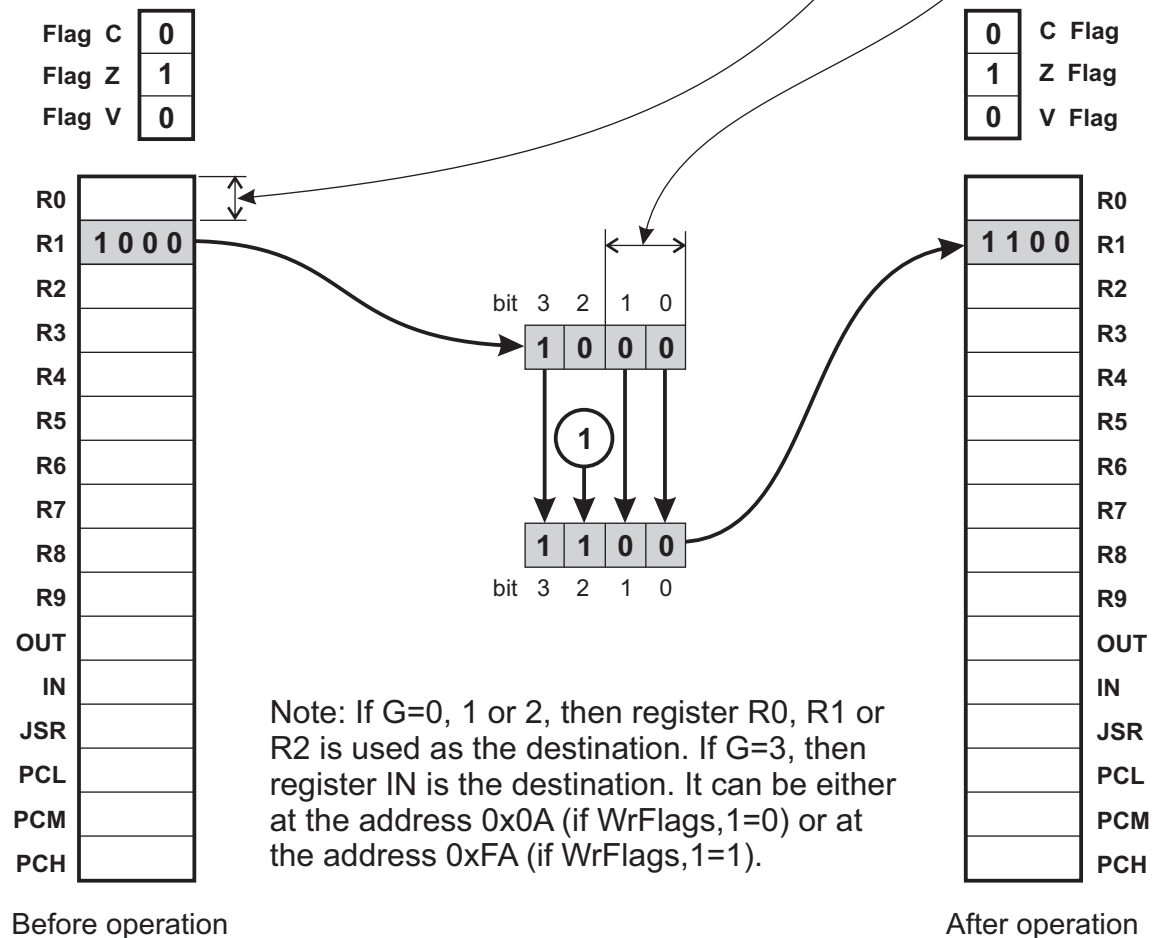 Flag C 0
Flag Z 1
Flag V 0
0 C Flag
1 Z Flag
0 V Flag
R0
R1 1 0 0 0
R2
R3
R4
R5
R6
R7
R8
R9
OUT
IN
JSR
PCL
PCM
PCH
Before operation
bit 3 2 1 0
1 0 0 0
1
1 1 0 0
bit 3 2 1 0
Note: If G=0, 1 or 2, then register R0, R1 or
R2 is used as the destination. If G=3, then
register IN is the destination. It can be either
at the address 0x0A (if WrFlags,1=0) or at
the address 0xFA (if WrFlags,1=1).
R0
1 1 0 0 R1
R2
R3
R4
R5
R6
R7
R8
R9
OUT
IN
JSR
PCL
PCM
PCH
After operation